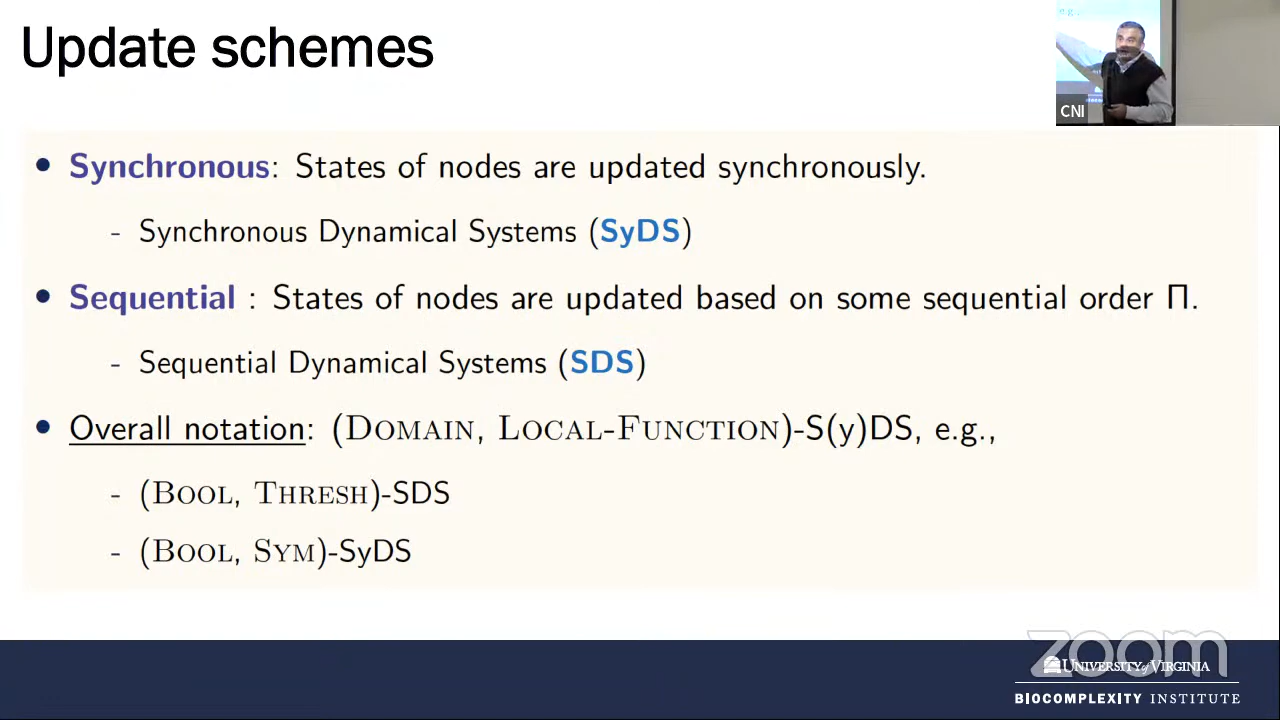 Update schemes
CNI
• Synchronous: States of nodes are updated synchronously.
- Synchronous Dynamical Systems (SyDS)
• Sequential : States of nodes are updated based on some sequential order Π.
- Sequential Dynamical Systems (SDS)
• Overall notation: (DOMAIN, LOCAL-FUNCTION)-S(y)DS, e.g.,
- (BOOL, THRESH)-SDS
- (BOOL, SYM)-SyDS
zoom
UNIVERSITY of VIRGINIA
BIOCOMPLEXITY INSTITUTE